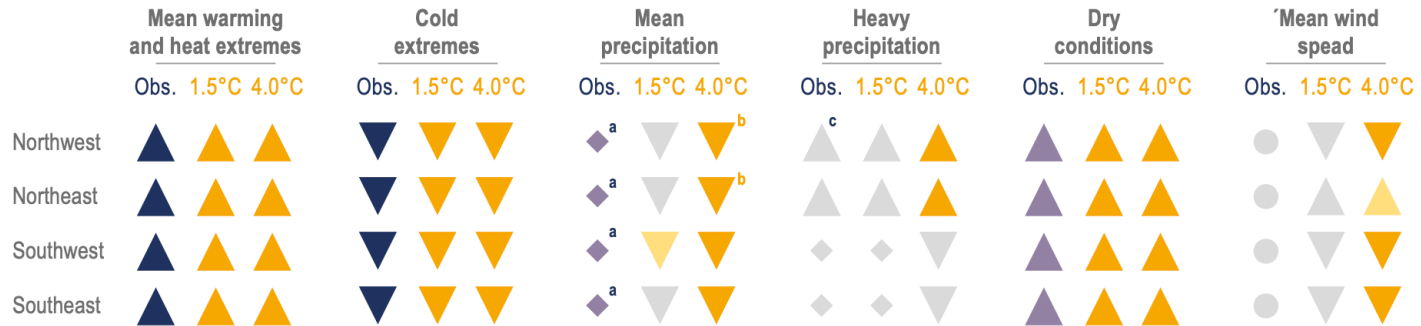 Mean warming Cold Mean Heavy Dry ´Mean wind
and heat extremes extremes precipitation precipitation conditions spead
Obs. 1.5°C 4.0°C Obs. 1.5°C 4.0°C Obs. 1.5°C 4.0°C Obs. 1.5°C 4.0°C Obs. 1.5°C 4.0°C Obs. 1.5°C 4.0°C
Northwest a b c
Northeast a b
Southwest a
Southeast a